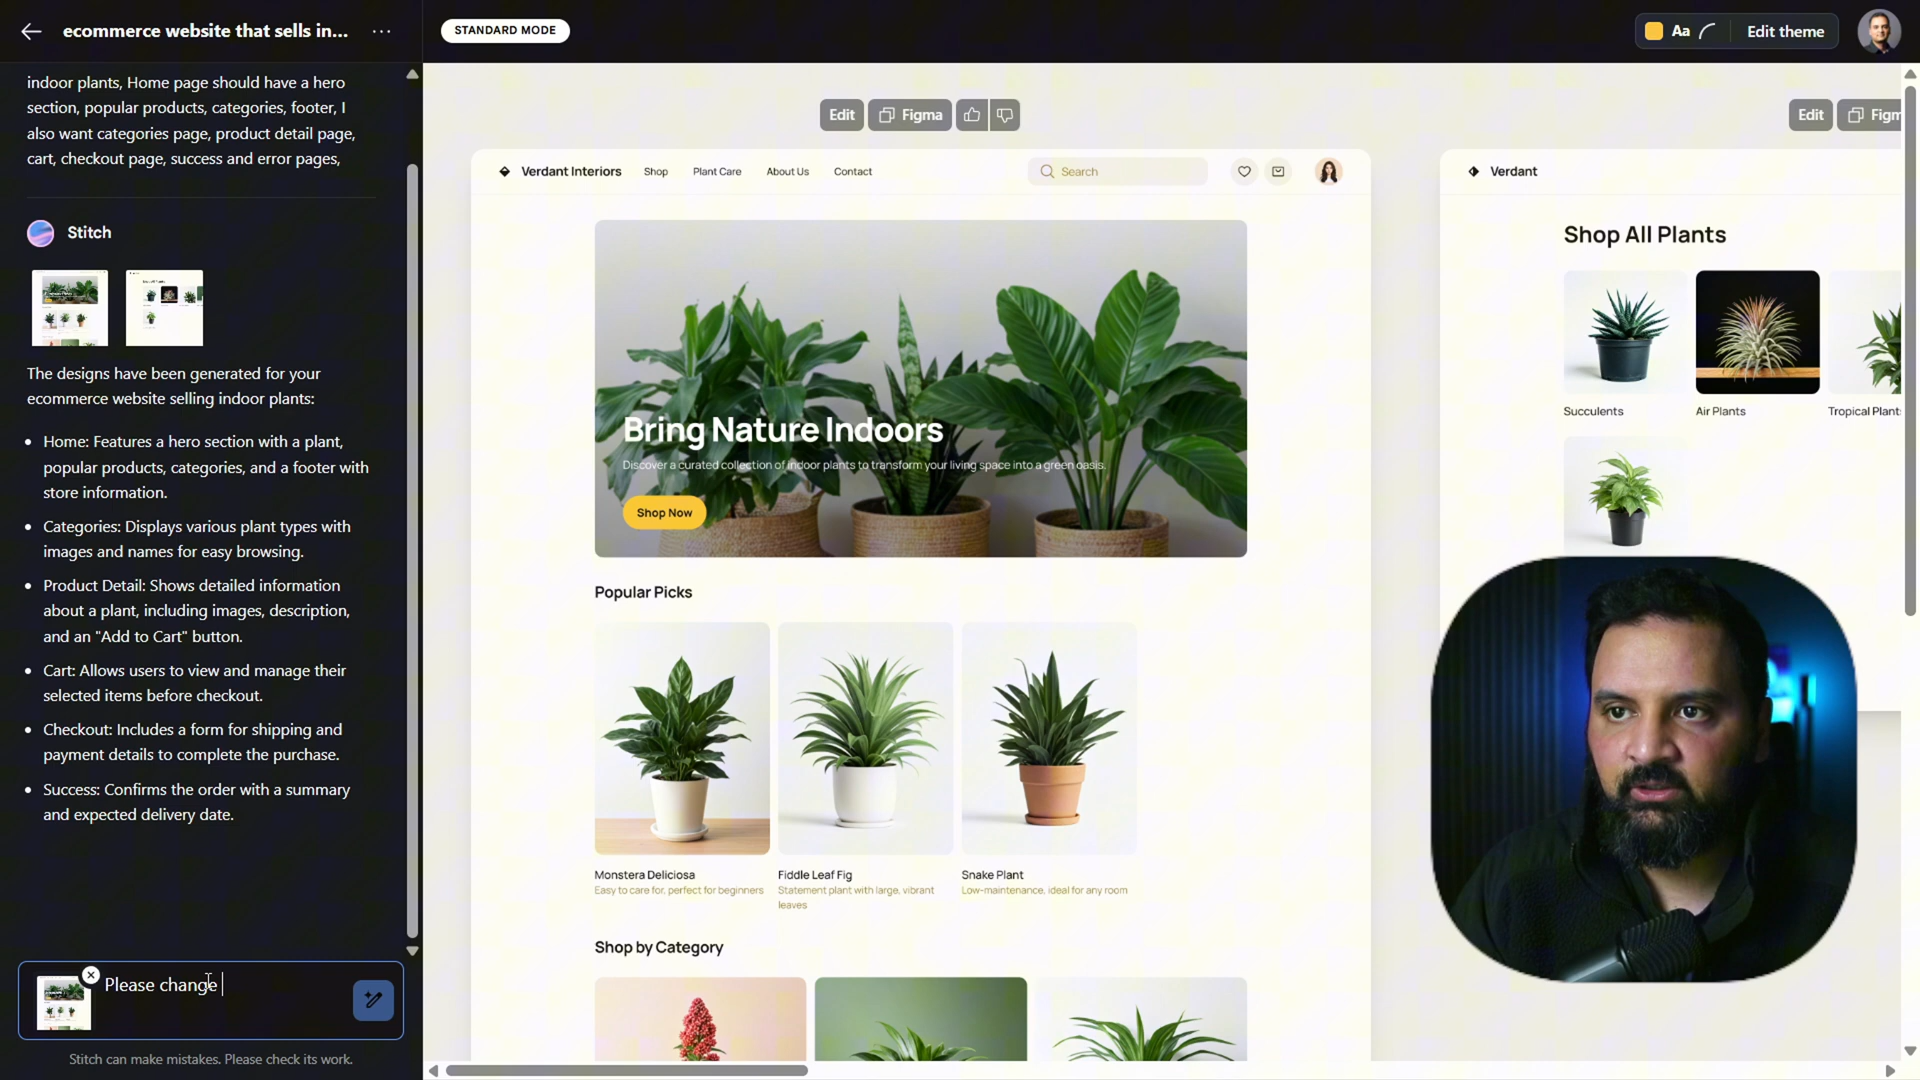 ecommerce website that sells in...
STANDARD MODE
Aa
Edit theme
indoor plants, Home page should have a hero
section, popular products, categories, footer, I
also want categories page, product detail page,
cart, checkout page, success and error pages,
Stitch
The designs have been generated for your
ecommerce website selling indoor plants:
• Home: Features a hero section with a plant,
popular products, categories, and a footer with
store information.
• Categories: Displays various plant types with
images and names for easy browsing.
• Product Detail: Shows detailed information
about a plant, including images, description,
and an "Add to Cart" button.
• Cart: Allows users to view and manage their
selected items before checkout.
• Checkout: Includes a form for shipping and
payment details to complete the purchase.
• Success: Confirms the order with a summary
and expected delivery date.
Please change
Stitch can make mistakes. Please check its work.
Edit
Figma
Verdant Interiors
Shop
Plant Care
About Us
Contact
Search
Bring Nature Indoors
Discover a curated collection of indoor plants to transform your living space into a green oasis.
Shop Now
Popular Picks
Monstera Deliciosa
Easy to care for, perfect for beginners
Fiddle Leaf Fig
Statement plant with large, vibrant
leaves
Snake Plant
Low-maintenance, ideal for any room
Shop by Category
Edit
Figm
Verdant
Shop All Plants
Succulents
Air Plants
Tropical Plant